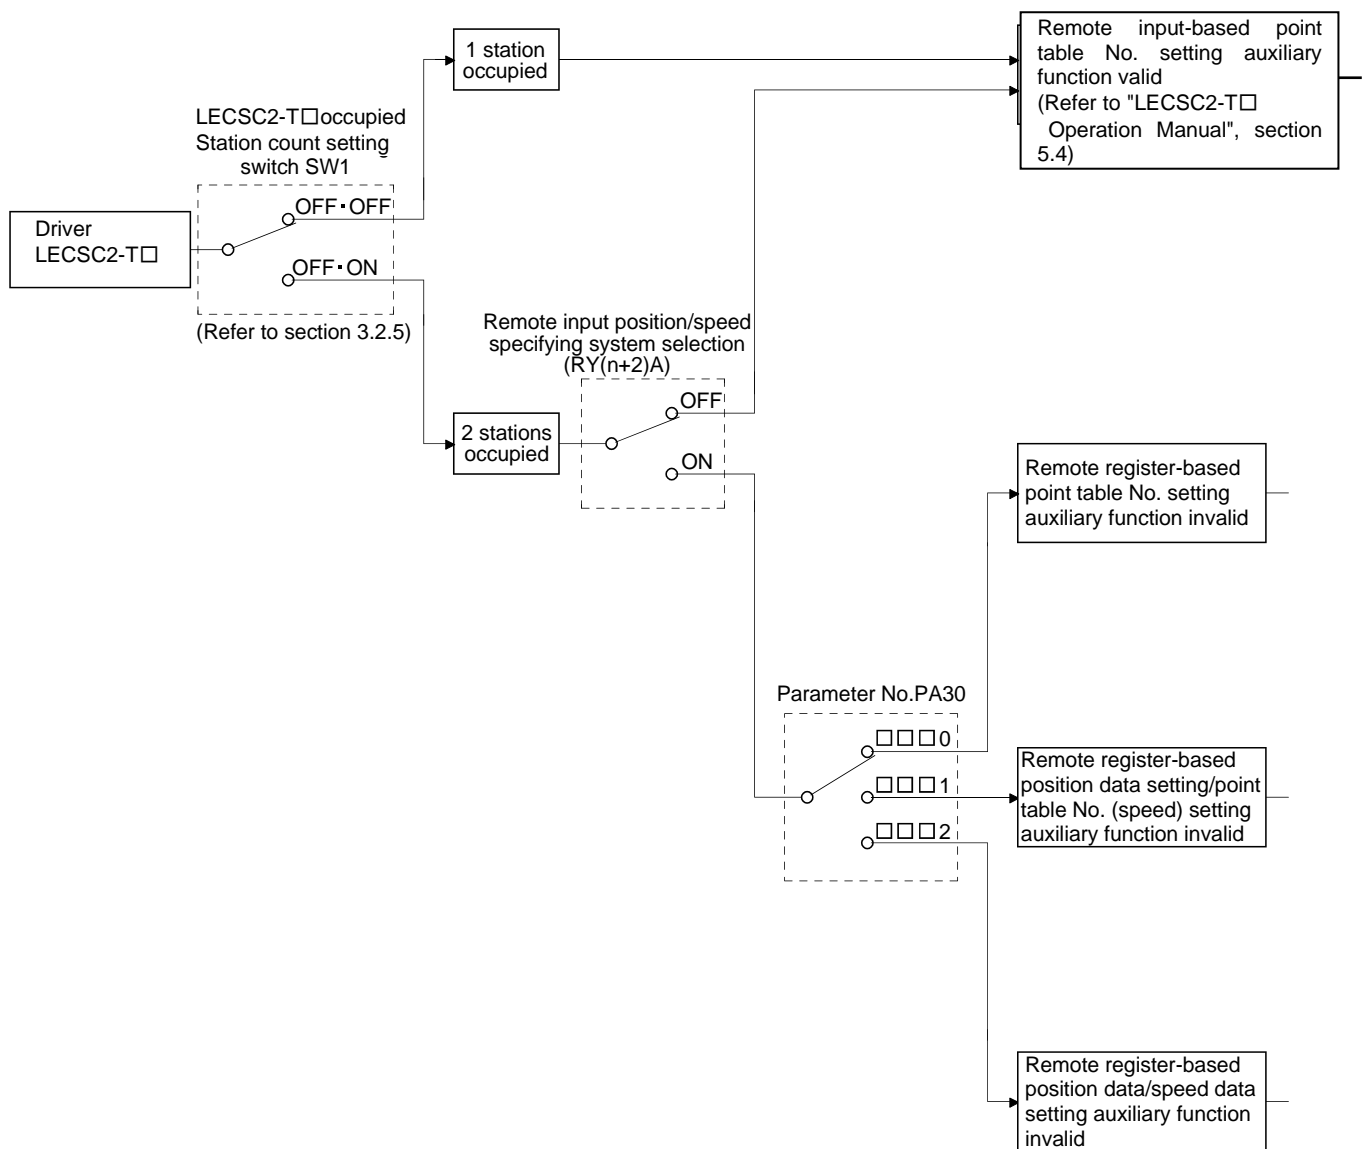 1 station
occupied
Remote input-based point
table No. setting auxiliary
function valid
(Refer to "LECSC2-T□
Operation Manual", section
5.4)
LECSC2-T□occupied
Station count setting
switch SW1
OFF･OFF
OFF･ON
Driver
LECSC2-T□
(Refer to section 3.2.5)
Remote input position/speed
specifying system selection
(RY(n+2)A)
OFF
ON
2 stations
occupied
Remote register-based
point table No. setting
auxiliary function invalid
Parameter No.PA30
□□□0
□□□1
□□□2
Remote register-based
position data setting/point
table No. (speed) setting
auxiliary function invalid
Remote register-based
position data/speed data
setting auxiliary function
invalid